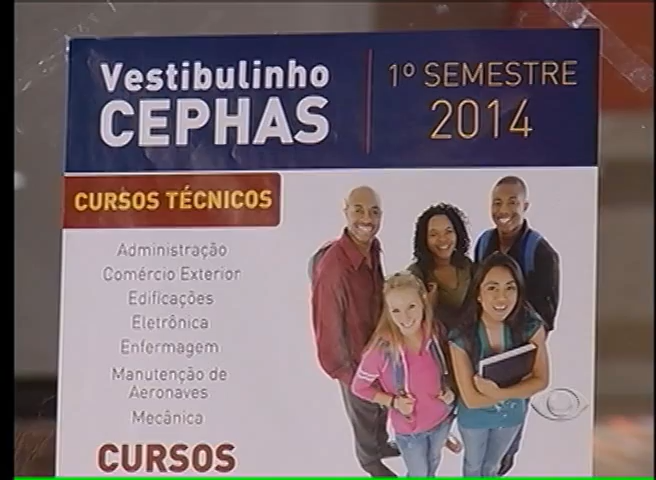 Vestibulinho
CEPHAS
1º SEMESTRE
2014
CURSOS TÉCNICOS
Administração
Comércio Exterior
Edificações
Eletrônica
Enfermagem
Manutenção de
Aeronaves
Mecânica
CURSOS